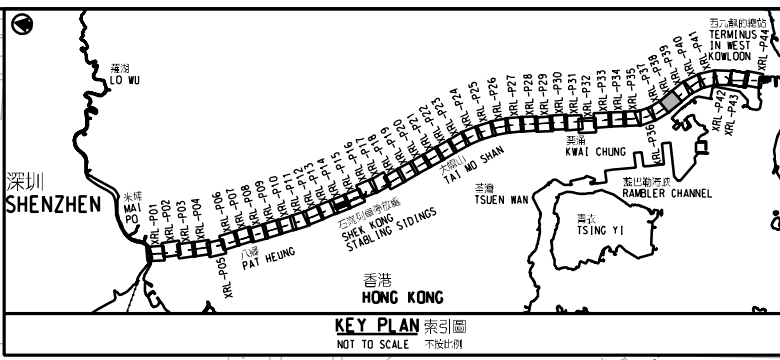 羅湖
LO WU
深圳
SHENZHEN
米埔
MAI
PO
XRL-P01
XRL-P02
XRL-P03
XRL-P04
XRL-P05
XRL-P06
XRL-P07
XRL-P08
XRL-P09
XRL-P10
XRL-P11
XRL-P12
XRL-P13
XRL-P14
XRL-P15
XRL-P16
XRL-P17
XRL-P18
XRL-P19
XRL-P20
XRL-P21
XRL-P22
XRL-P23
XRL-P24
XRL-P25
XRL-P26
XRL-P27
XRL-P28
XRL-P29
XRL-P30
XRL-P31
XRL-P32
XRL-P33
XRL-P34
XRL-P35
XRL-P36
XRL-P37
XRL-P38
XRL-P39
XRL-P40
XRL-P41
XRL-P42
XRL-P43
XRL-P44
西九龍的總站
TERMINUS
IN WEST
KOWLOON
八鄉
PAT HEUNG
SHEK KONG
STABLING SIDINGS
大帽山
TAI MO SHAN
葵涌
KWAI CHUNG
荃灣
TSUEN WAN
藍巴勒海峽
RAMBLER CHANNEL
青衣
TSING YI
香港
HONG KONG
KEY PLAN 索引圖
NOT TO SCALE 不按比例